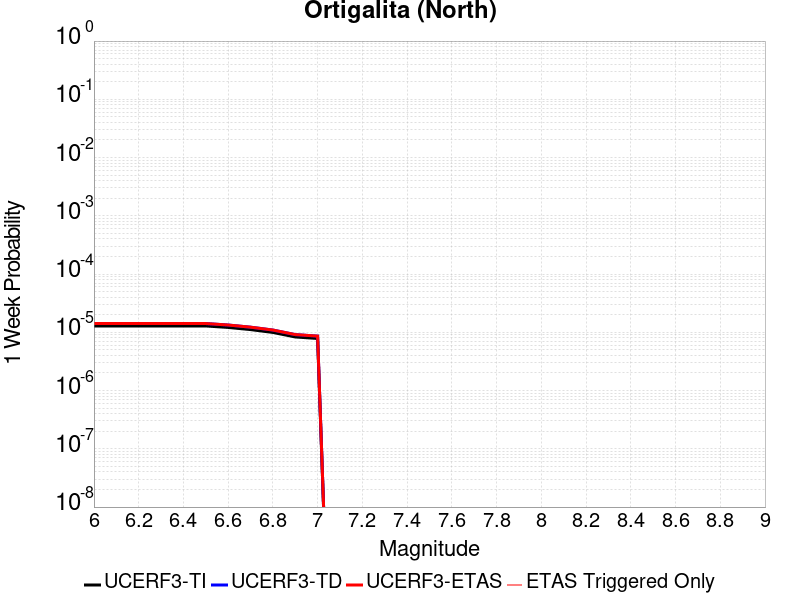 Ortigalita (North)
10^0
10^-1
10^-2
10^-3
10^-4
10^-5
10^-6
10^-7
10^-8
1 Week Probability
6 6.2 6.4 6.6 6.8 7 7.2 7.4 7.6 7.8 8 8.2 8.4 8.6 8.8 9
Magnitude
UCERF3-TI UCERF3-TD UCERF3-ETAS ETAS Triggered Only